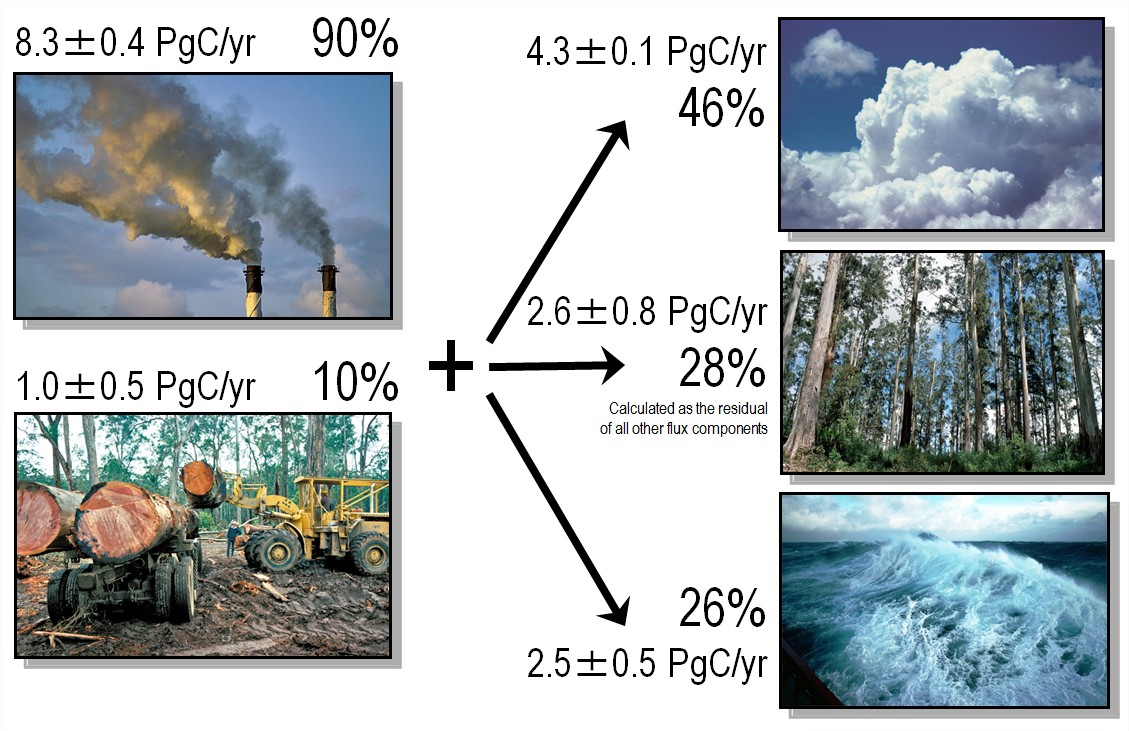 8.3±0.4 PgC/yr 90%
1.0±0.5 PgC/yr 10%
+
4.3±0.1 PgC/yr
46%
2.6±0.8 PgC/yr
28%
Calculated as the residual
of all other flux components
26%
2.5±0.5 PgC/yr